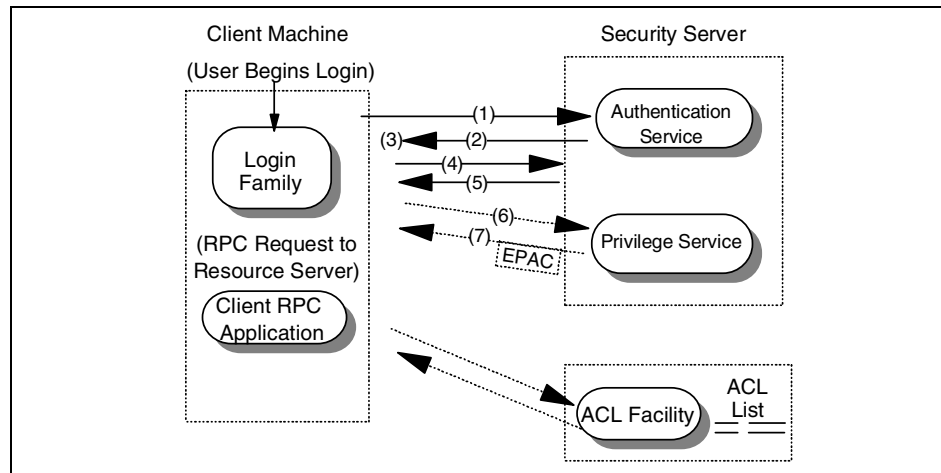 Client Machine
Security Server
(User Begins Login)
(1)
Authentication
Service
(3)
(2)
Login
Family
(4)
(5)
(6)
(7)
Privilege Service
EPAC
(RPC Request to
Resource Server)
Client RPC
Application
ACL Facility
ACL
List